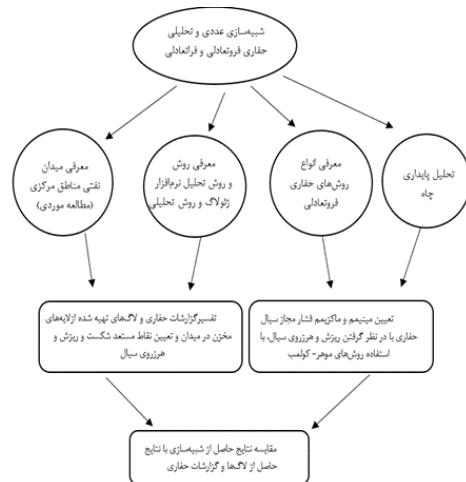 شبیه‌سازی عددی و تحلیلی
حفاری فروتعادلی و فراتعادلی
تحلیل پایداری
چاه
معرفی انواع
روش‌های حفاری
فروتعادلی
معرفی روش
و روش تحلیل نرم‌افزار
ژئولاگ و روش تحلیلی
معرفی میدان
نفتی مناطق مرکزی
(مطالعه موردی)
تعیین مینیمم و ماکزیمم فشار مجاز سیال
حفاری با در نظر گرفتن ریزش و هرزروی سیال، با
استفاده روش‌های موهر- کولمب
تفسیرگزارشات حفاری و لاگ‌های تهیه شده ازلایه‌های
مخزن در میدان و تعیین نقاط مستعد شکست و ریزش و
هرزروی سیال
مقایسه نتایج حاصل از شبیه‌سازی با نتایج
حاصل از لاگ‌ها و گزارشات حفاری